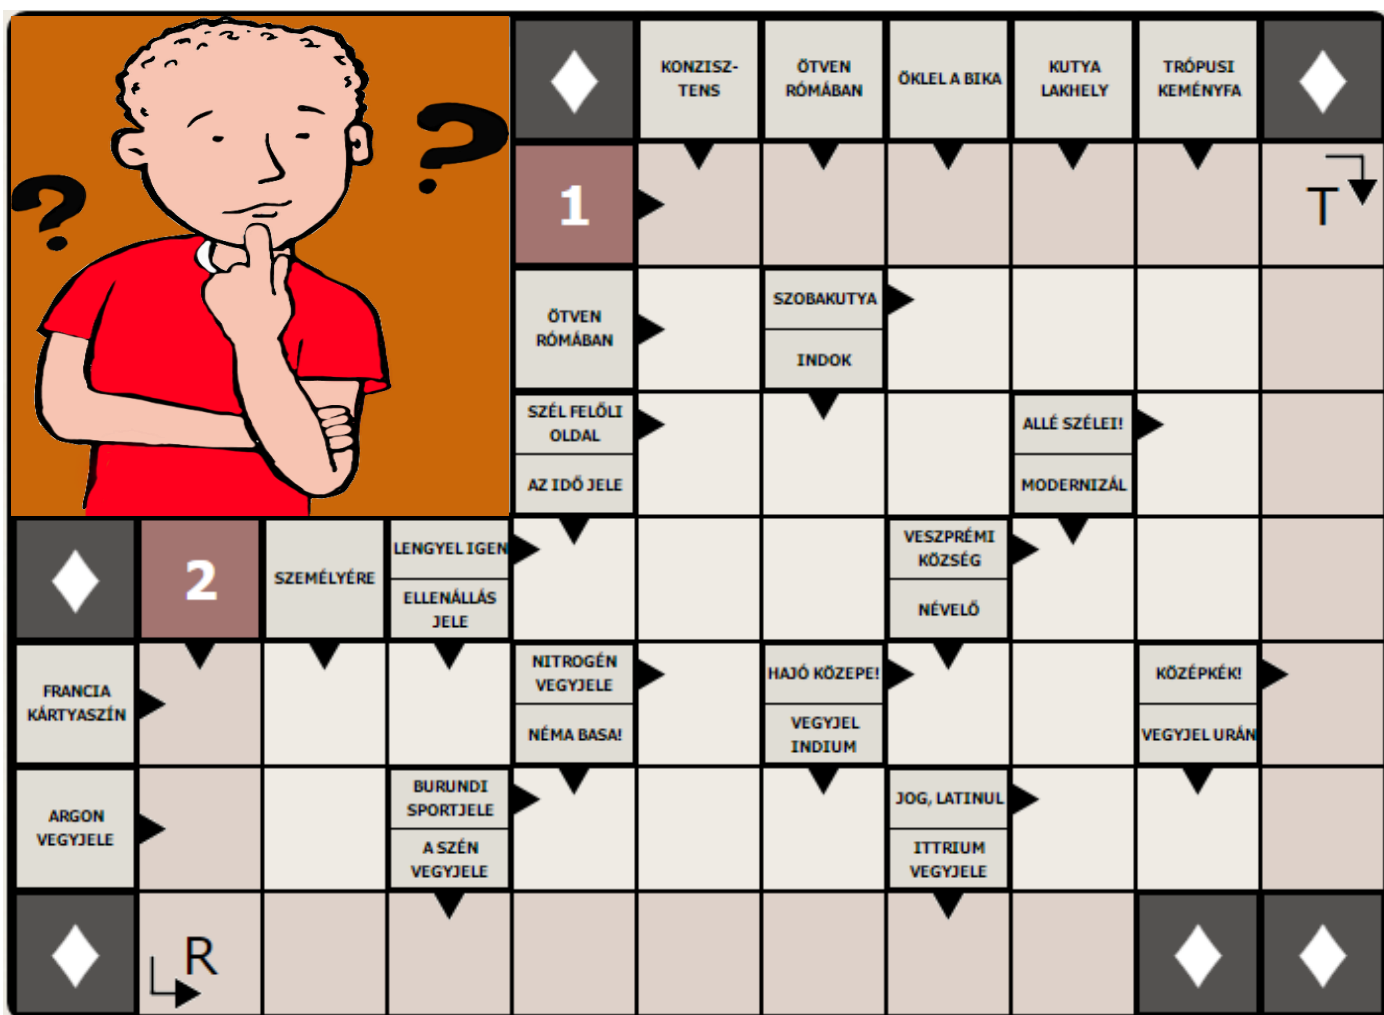 ?
?
KONZISZ-
TENS
ÖTVEN
RÓMÁBAN
ÖKLEL A BIKA
KUTYA
LAKHELY
TRÓPUSI
KEMÉNYFA
1
T
ÖTVEN
RÓMÁBAN
SZOBAKUTYA
INDOK
SZÉL FELŐLI
OLDAL
AZ IDŐ JELE
ALLÉ SZÉLEI!
MODERNIZÁL
2
SZEMÉLYÉRE
LENGYEL IGEN
ELLENÁLLÁS
JELE
VESZPRÉMI
KÖZSÉG
NÉVELŐ
FRANCIA
KÁRTYASZÍN
NITROGÉN
VEGYJELE
NÉMA BASA!
HAJÓ KÖZEPE!
VEGYJEL
INDIUM
KÖZÉPKÉK!
VEGYJEL URÁN
ARGON
VEGYJELE
BURUNDI
SPORTJELE
A SZÉN
VEGYJELE
JOG, LATINUL
ITTRIUM
VEGYJELE
R